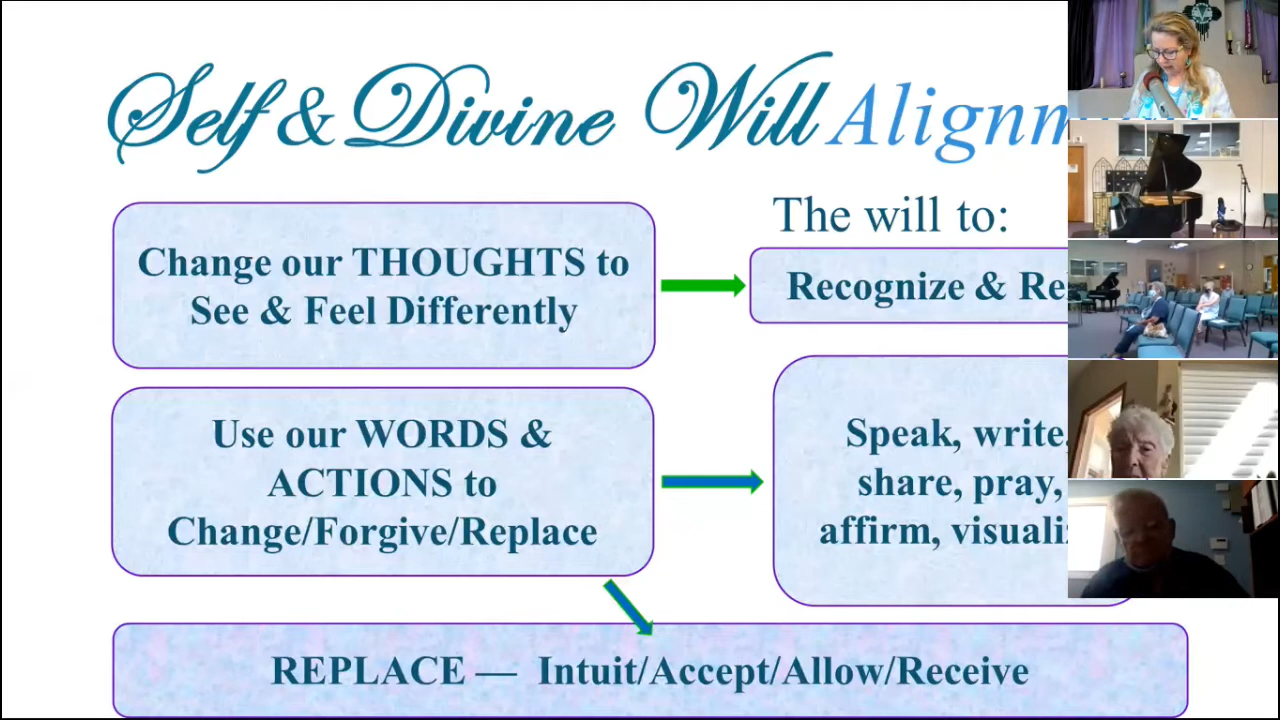 Self & Divine Will Alignm
The will to:
Change our THOUGHTS to
See & Feel Differently
Recognize & Re
Use our WORDS &
ACTIONS to
Change/Forgive/Replace
Speak, write,
share, pray,
affirm, visuali
REPLACE — Intuit/Accept/Allow/Receive